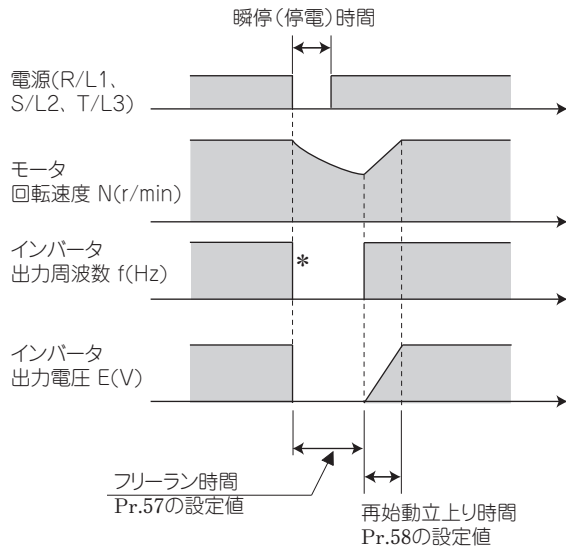 瞬停(停電)時間
電源(R/L1、
S/L2、T/L3)
モータ
回転速度 N(r/min)
インバータ
出力周波数 f(Hz)
*
インバータ
出力電圧 E(V)
フリーラン時間
Pr.57の設定値
再始動立上り時間
Pr.58の設定値